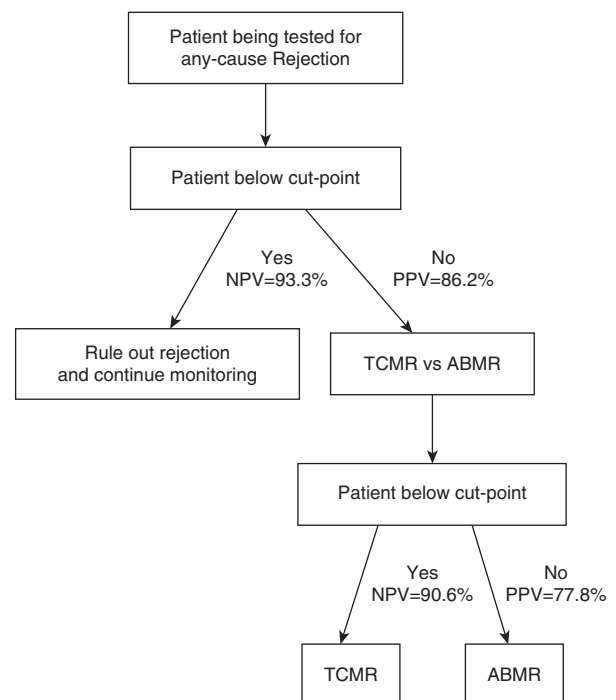 Patient being tested for
any-cause Rejection
Patient below cut-point
Yes
NPV=93.3%
No
PPV=86.2%
Rule out rejection
and continue monitoring
TCMR vs ABMR
Patient below cut-point
Yes
NPV=90.6%
No
PPV=77.8%
TCMR
ABMR